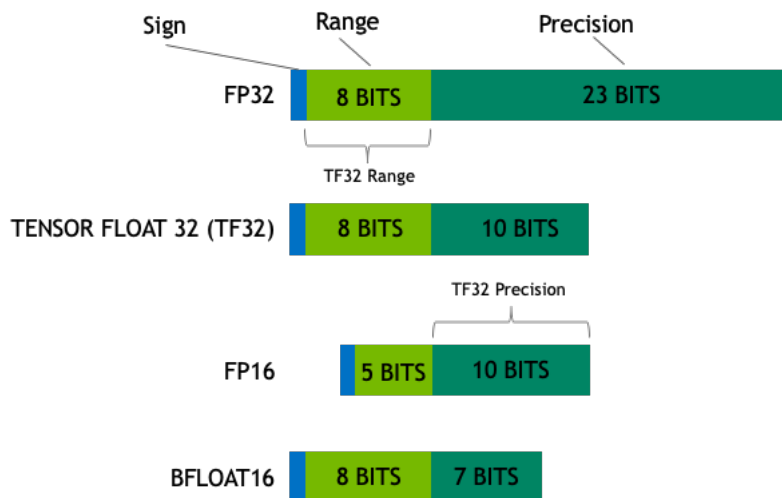 Sign Range Precision
FP32 8 BITS 23 BITS
TF32 Range
TENSOR FLOAT 32 (TF32) 8 BITS 10 BITS
TF32 Precision
FP16 5 BITS 10 BITS
BFLOAT16 8 BITS 7 BITS